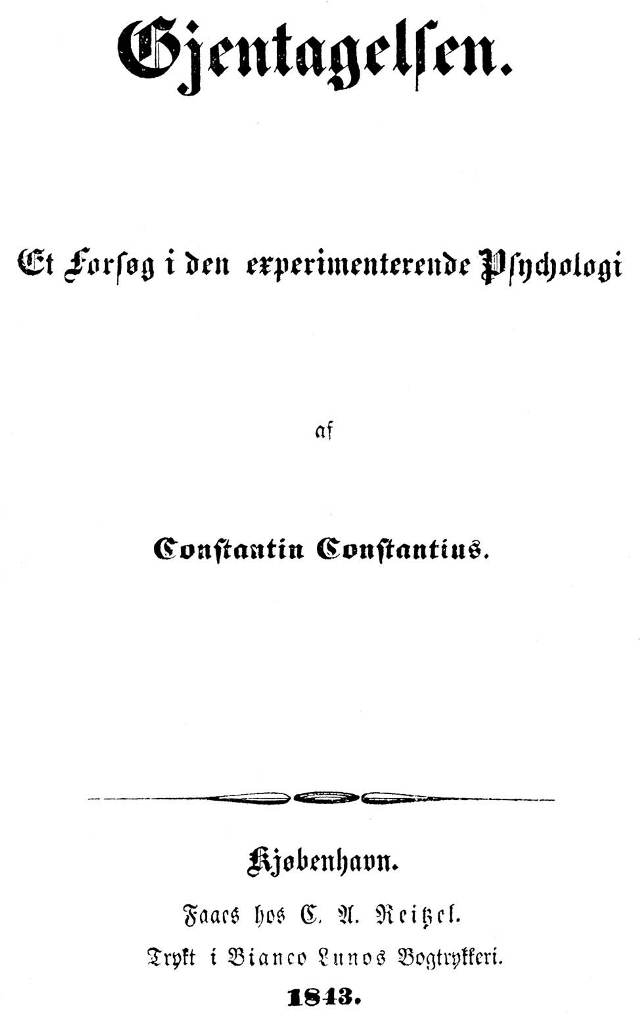 Gjentagelsen.
Et Forsøg i den experimenterende Psychologi
af
Constantin Constantius.
Kjøbenhavn.
Faaes hos C. A. Reitzel.
Trykt i Bianco Lunos Bogtrykkeri.
1843.